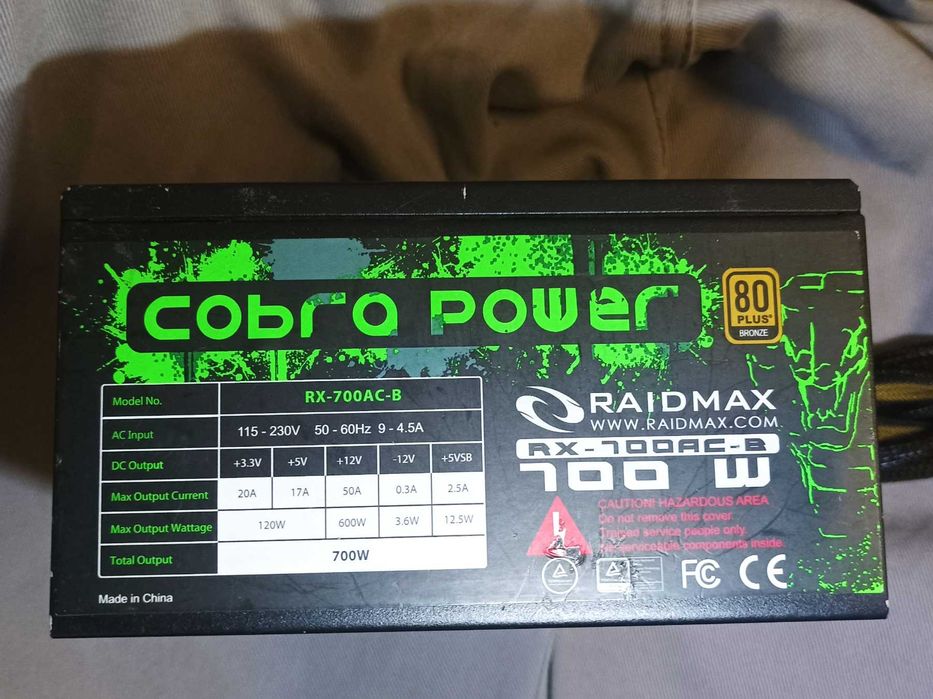 Cobra Power
80
PLUS®
BRONZE
Model No. RX-700AC-B
AC Input 115 - 230V 50 - 60Hz 9 - 4.5A
DC Output +3.3V +5V +12V -12V +5VSB
Max Output Current 20A 17A 50A 0.3A 2.5A
Max Output Wattage 120W 600W 3.6W 12.5W
Total Output 700W
Made in China
RAIDMAX
WWW.RAIDMAX.COM
RX-700AC-B
700 W
CAUTION! HAZARDOUS AREA
Do not remove this cover.
Trained service people only.
No serviceable components inside.
FC CE